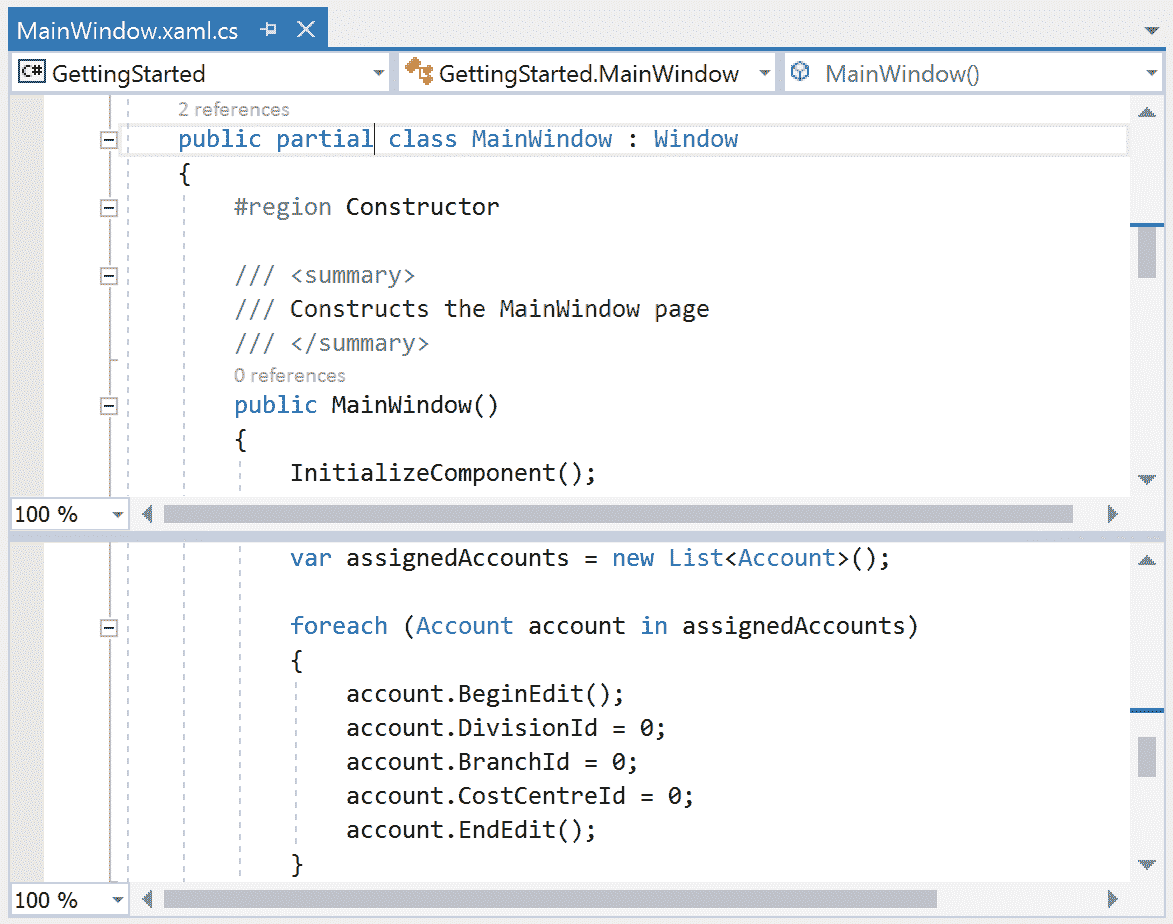 MainWindow.xaml.cs
C# GettingStarted GettingStarted.MainWindow MainWindow()
2 references
public partial class MainWindow : Window
{
#region Constructor
/// <summary>
/// Constructs the MainWindow page
/// </summary>
0 references
public MainWindow()
{
InitializeComponent();
100 %
var assignedAccounts = new List<Account>();
foreach (Account account in assignedAccounts)
{
account.BeginEdit();
account.DivisionId = 0;
account.BranchId = 0;
account.CostCentreId = 0;
account.EndEdit();
}
100 %